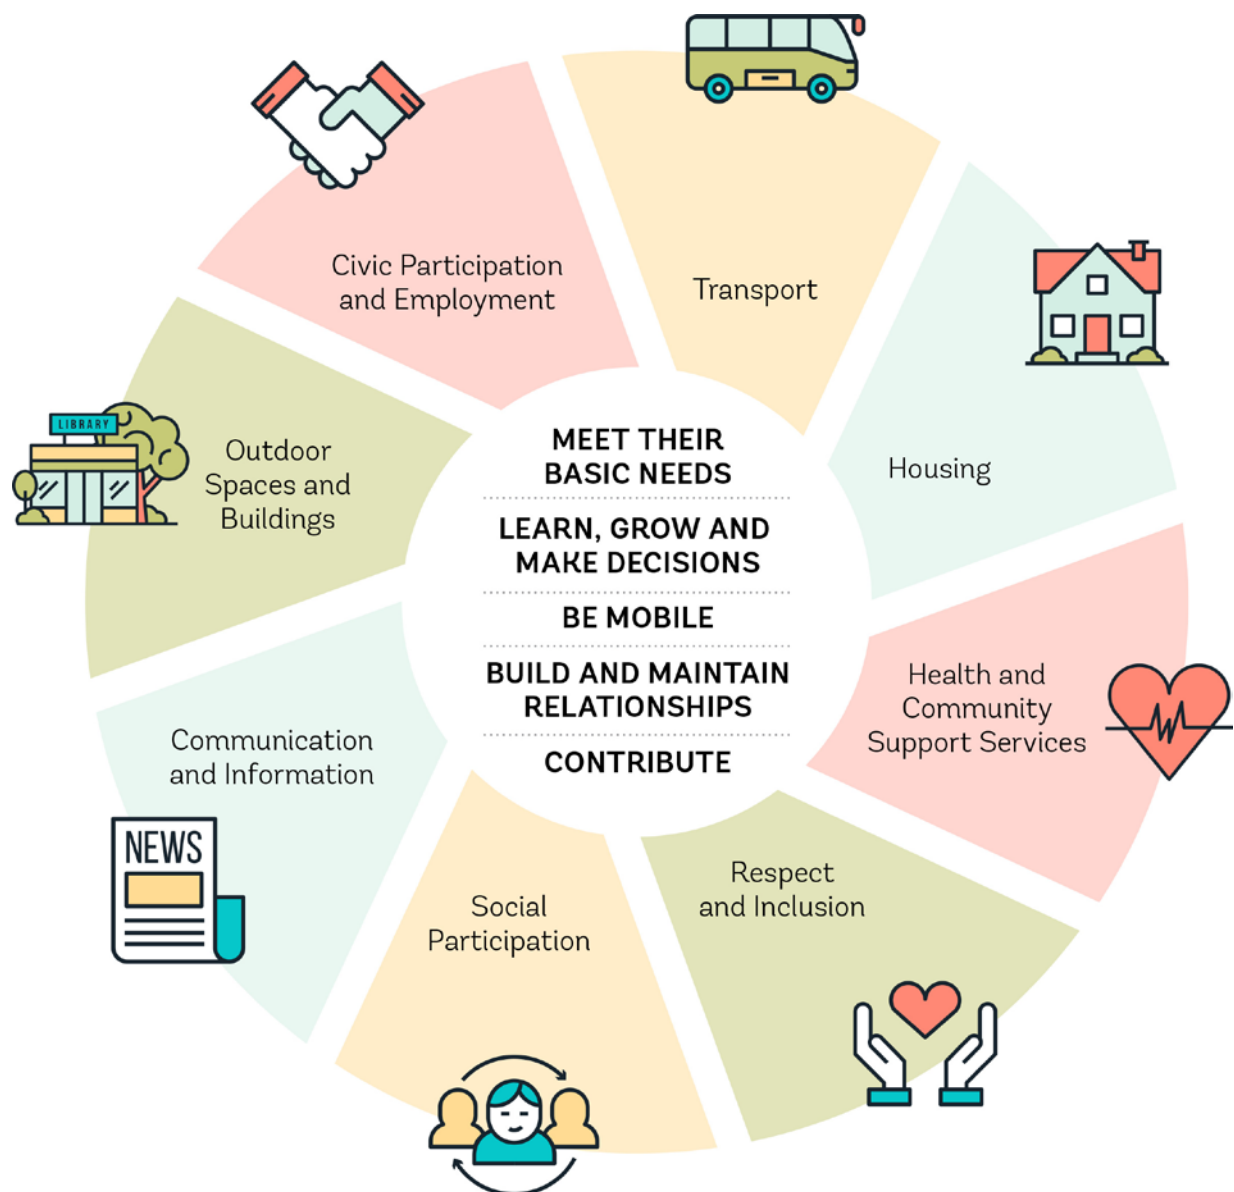 Transport
Housing
Health and
Community
Support Services
Respect
and Inclusion
Social
Participation
Communication
and Information
NEWS
Outdoor
Spaces and
Buildings
LIBRARY
Civic Participation
and Employment
MEET THEIR
BASIC NEEDS
LEARN, GROW AND
MAKE DECISIONS
BE MOBILE
BUILD AND MAINTAIN
RELATIONSHIPS
CONTRIBUTE